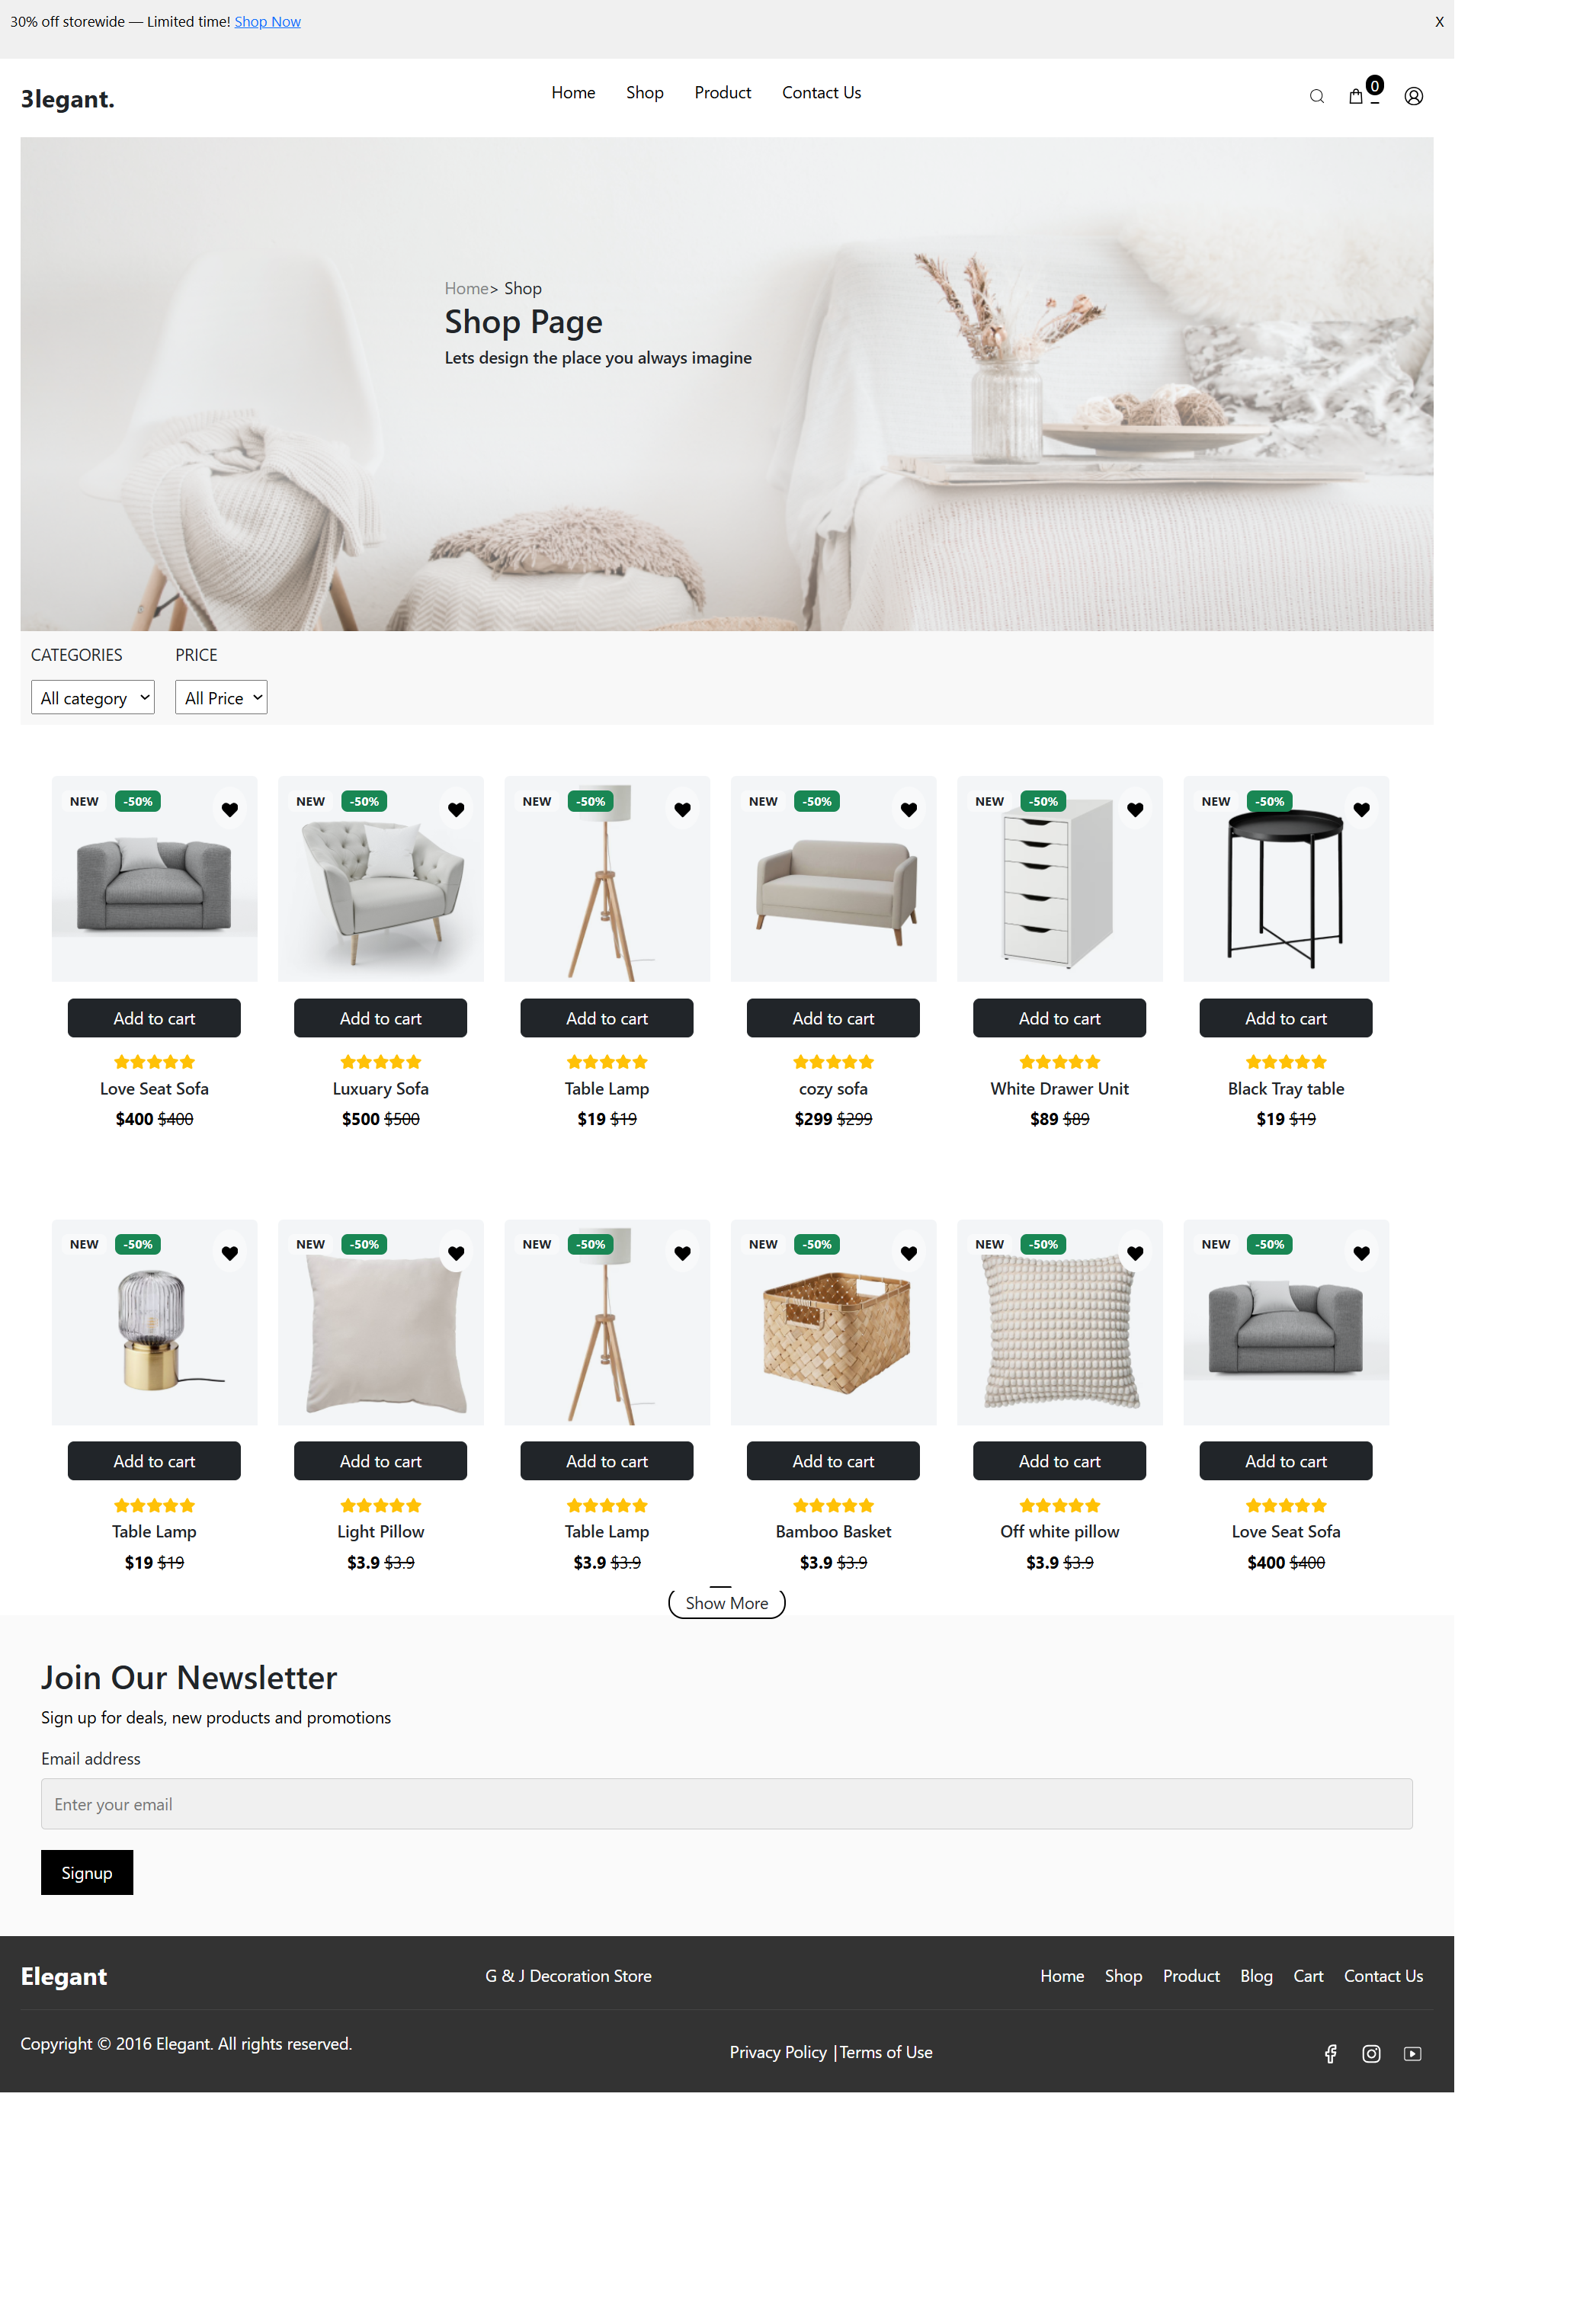 30% off storewide — Limited time! Shop Now X
3legant. Home Shop Product Contact Us 0
Home> Shop
Shop Page
Lets design the place you always imagine
CATEGORIES PRICE
All category All Price
NEW -50% NEW -50% NEW -50% NEW -50% NEW -50% NEW -50%
Add to cart Add to cart Add to cart Add to cart Add to cart Add to cart
Love Seat Sofa Luxuary Sofa Table Lamp cozy sofa White Drawer Unit Black Tray table
$400 $400 $500 $500 $19 $19 $299 $299 $89 $89 $19 $19
NEW -50% NEW -50% NEW -50% NEW -50% NEW -50% NEW -50%
Add to cart Add to cart Add to cart Add to cart Add to cart Add to cart
Table Lamp Light Pillow Table Lamp Bamboo Basket Off white pillow Love Seat Sofa
$19 $19 $3.9 $3.9 $3.9 $3.9 $3.9 $3.9 $3.9 $3.9 $400 $400
Show More
Join Our Newsletter
Sign up for deals, new products and promotions
Email address
Enter your email
Signup
Elegant G & J Decoration Store Home Shop Product Blog Cart Contact Us
Copyright © 2016 Elegant. All rights reserved. Privacy Policy |Terms of Use